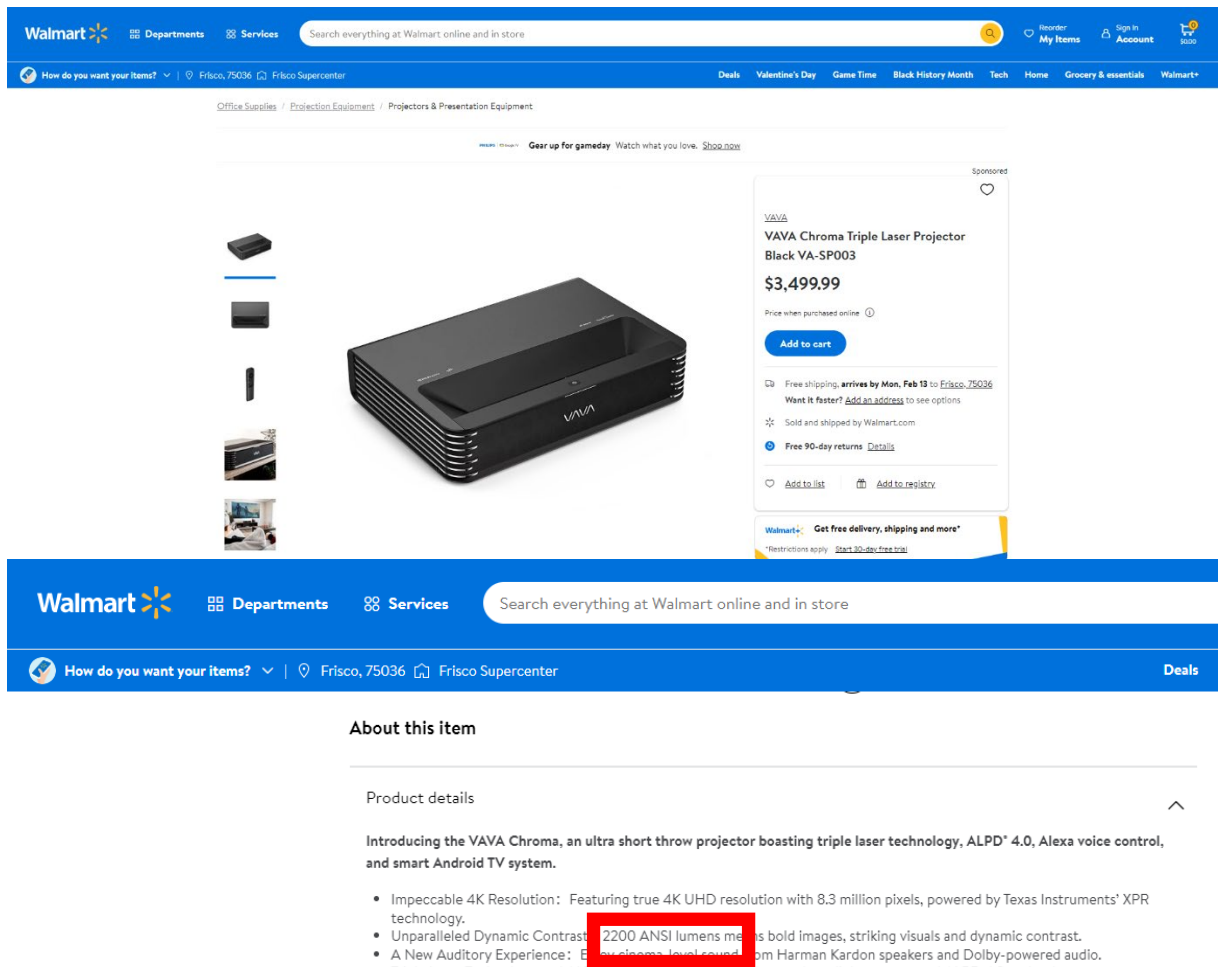 Walmart Departments Services Search everything at Walmart online and in store Reorder My Items Sign In Account 0 $0.00
How do you want your items? | Frisco, 75036 Frisco Supercenter Deals Valentine's Day Game Time Black History Month Tech Home Grocery & essentials Walmart+
Office Supplies / Projection Equipment / Projectors & Presentation Equipment
Gear up for gameday Watch what you love. Shop now
Sponsored
VAVA
VAVA Chroma Triple Laser Projector
Black VA-SP003
$3,499.99
Price when purchased online
Add to cart
Free shipping, arrives by Mon, Feb 13 to Frisco, 75036
Want it faster? Add an address to see options
Sold and shipped by Walmart.com
Free 90-day returns Details
Add to list Add to registry
VAVA
Walmart+ Get free delivery, shipping and more*
*Restrictions apply Start 30-day free trial
Walmart Departments Services Search everything at Walmart online and in store
How do you want your items? | Frisco, 75036 Frisco Supercenter Deals
About this item
Product details
Introducing the VAVA Chroma, an ultra short throw projector boasting triple laser technology, ALPD® 4.0, Alexa voice control,
and smart Android TV system.
• Impeccable 4K Resolution: Featuring true 4K UHD resolution with 8.3 million pixels, powered by Texas Instruments' XPR
technology.
• Unparalleled Dynamic Contrast 2200 ANSI lumens bold images, striking visuals and dynamic contrast.
• A New Auditory Experience: cinema-level sound Harman Kardon speakers and Dolby-powered audio.